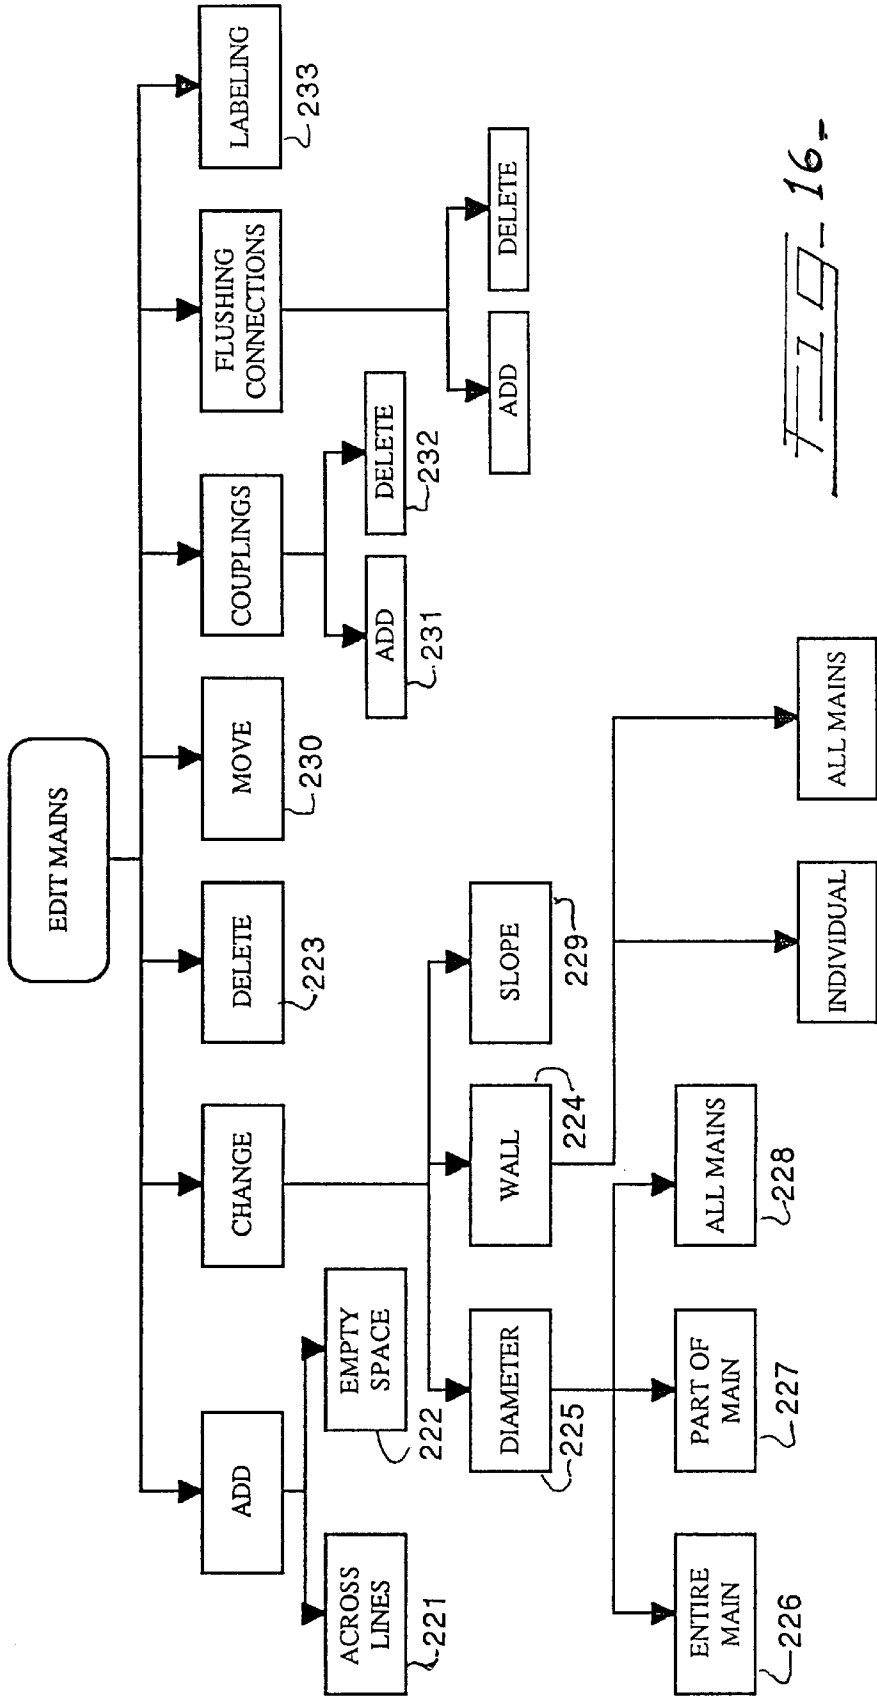 EDIT MAINS
ADD
CHANGE
DELETE
223
MOVE
230
COUPLINGS
FLUSHING
CONNECTIONS
LABELING
233
ACROSS
LINES
221
EMPTY
SPACE
222
ADD
231
DELETE
232
DIAMETER
225
WALL
224
SLOPE
229
ADD
DELETE
ENTIRE
MAIN
226
PART OF
MAIN
227
ALL MAINS
228
INDIVIDUAL
ALL MAINS
FIG- 16-